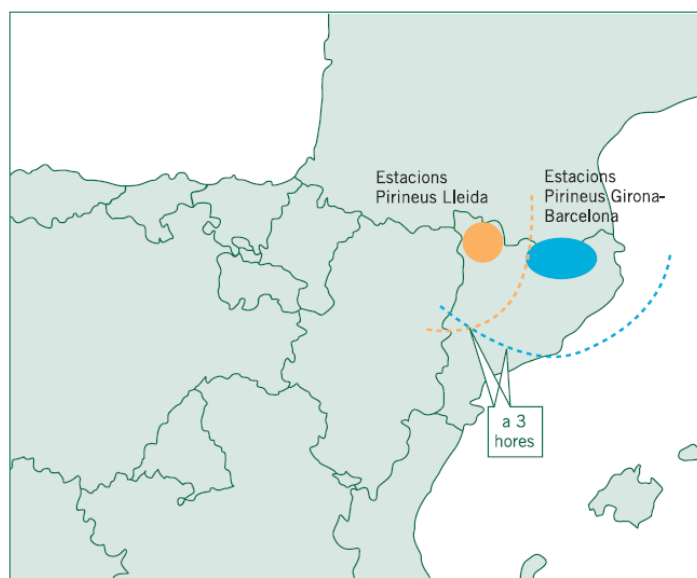 Estacions
Pirineus Lleida
Estacions
Pirineus Girona-
Barcelona
a 3
hores